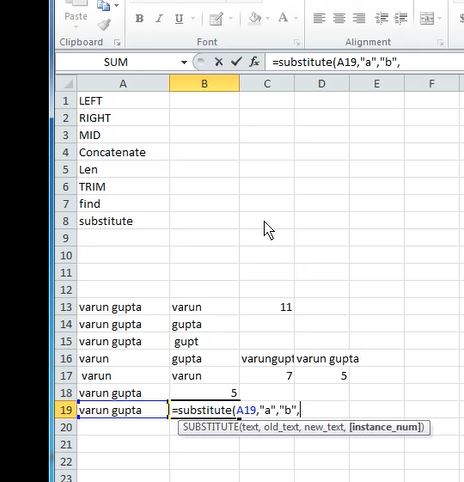 Paste
B I U A
Clipboard Font Alignment
SUM fx =substitute(A19,"a","b",
A B C D E F
1 LEFT
2 RIGHT
3 MID
4 Concatenate
5 Len
6 TRIM
7 find
8 substitute
9
10
11
12
13 varun gupta varun 11
14 varun gupta gupta
15 varun gupta gupt
16 varun gupta varungupt varun gupta
17 varun varun 7 5
18 varun gupta 5
19 varun gupta =substitute(A19,"a","b",
20 SUBSTITUTE(text, old_text, new_text, [instance_num])
21
22
23